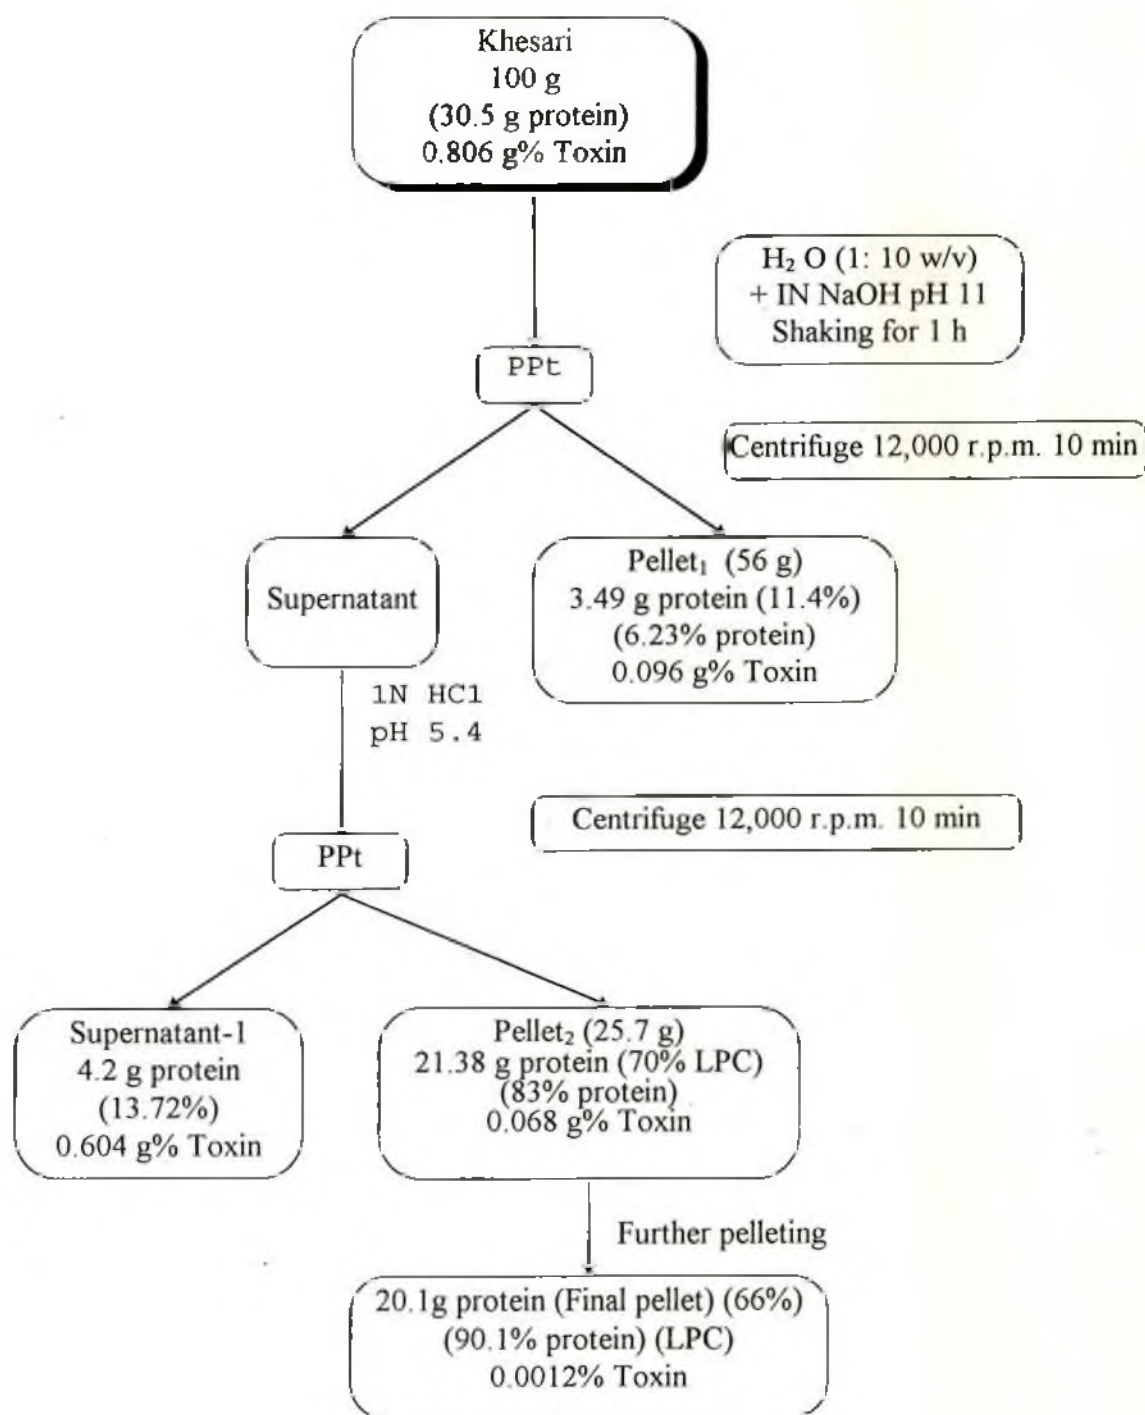 Khesari
100 g
(30.5 g protein)
0.806 g% Toxin
H₂ O (1: 10 w/v)
+ IN NaOH pH 11
Shaking for 1 h
PPt
Centrifuge 12,000 r.p.m. 10 min
Supernatant
Pellet₁ (56 g)
3.49 g protein (11.4%)
(6.23% protein)
0.096 g% Toxin
1N HC1
pH 5.4
Centrifuge 12,000 r.p.m. 10 min
PPt
Supernatant-1
4.2 g protein
(13.72%)
0.604 g% Toxin
Pellet₂ (25.7 g)
21.38 g protein (70% LPC)
(83% protein)
0.068 g% Toxin
Further pelleting
20.1g protein (Final pellet) (66%)
(90.1% protein) (LPC)
0.0012% Toxin